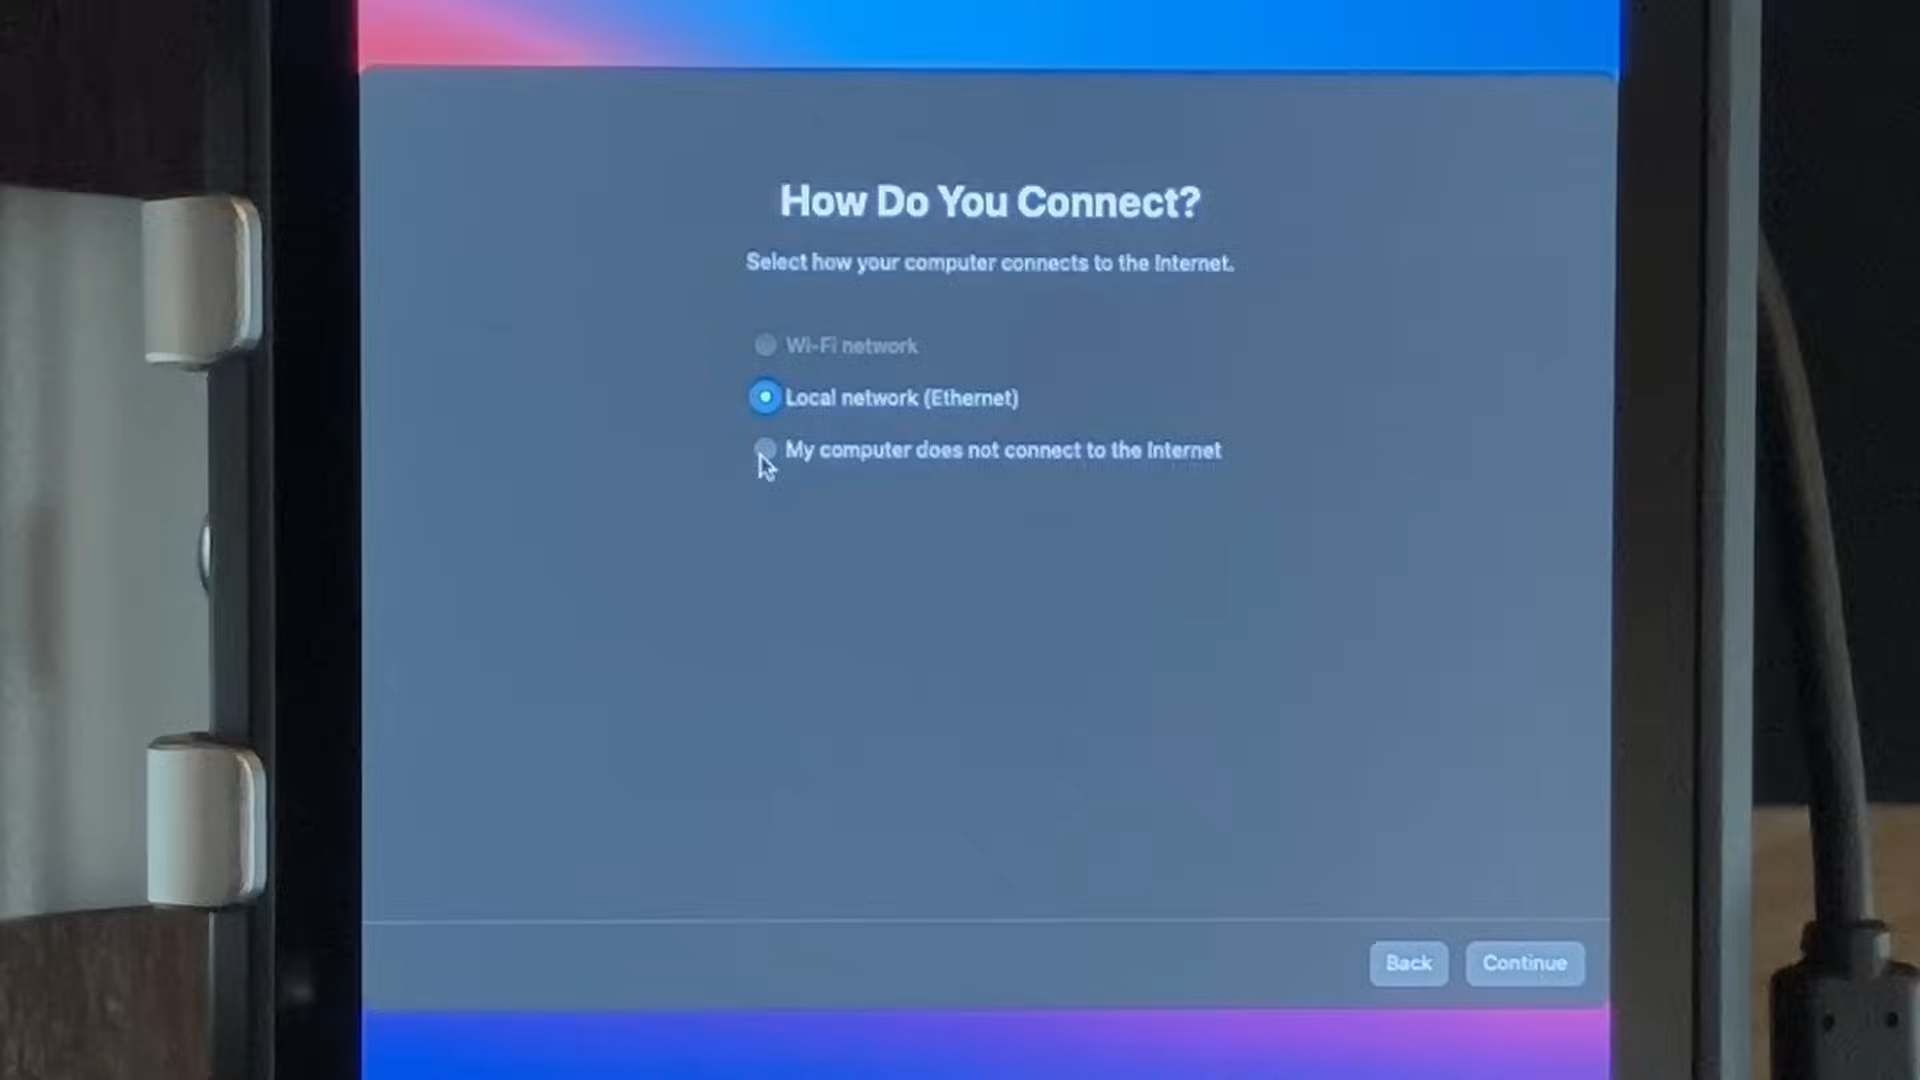 How Do You Connect?
Select how your computer connects to the Internet.
Wi-Fi network
Local network (Ethernet)
My computer does not connect to the Internet
Back
Continue